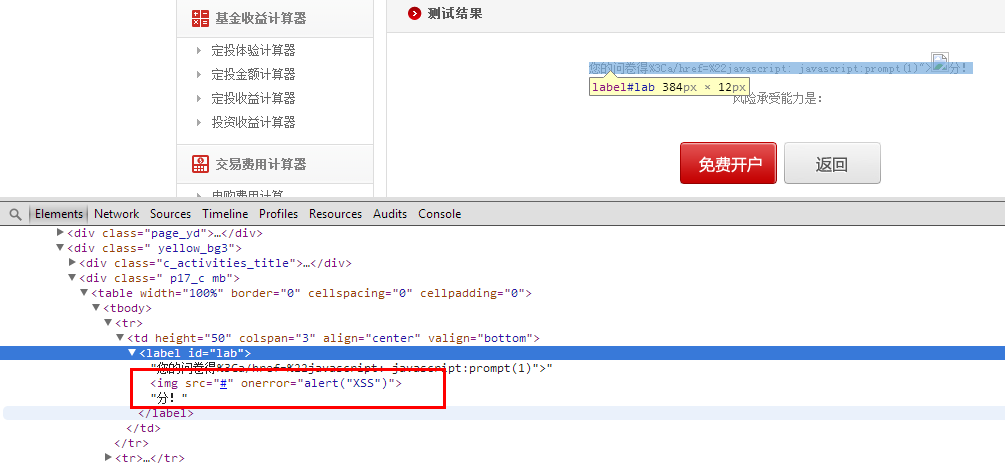 基金收益计算器
定投体验计算器
定投金额计算器
定投收益计算器
投资收益计算器
交易费用计算器
申购费用计算
测试结果
您的问卷得%3Ca/href=%22javascript: javascript:prompt(1)">分！
label#lab 384px × 12px
风险承受能力是：
免费开户 返回
Elements Network Sources Timeline Profiles Resources Audits Console
▶<div class="page_yd">…</div>
▼<div class=" yellow_bg3">
▶<div class="c_activities_title">…</div>
▼<div class=" p17_c mb">
▼<table width="100%" border="0" cellspacing="0" cellpadding="0">
▼<tbody>
▼<tr>
▼<td height="50" colspan="3" align="center" valign="bottom">
▼<label id="lab">
"您的问卷得%3Ca/href=%22javascript: javascript:prompt(1)">"
<img src="#" onerror="alert("XSS")">
"分！"
</label>
</td>
</tr>
▶<tr>…</tr>